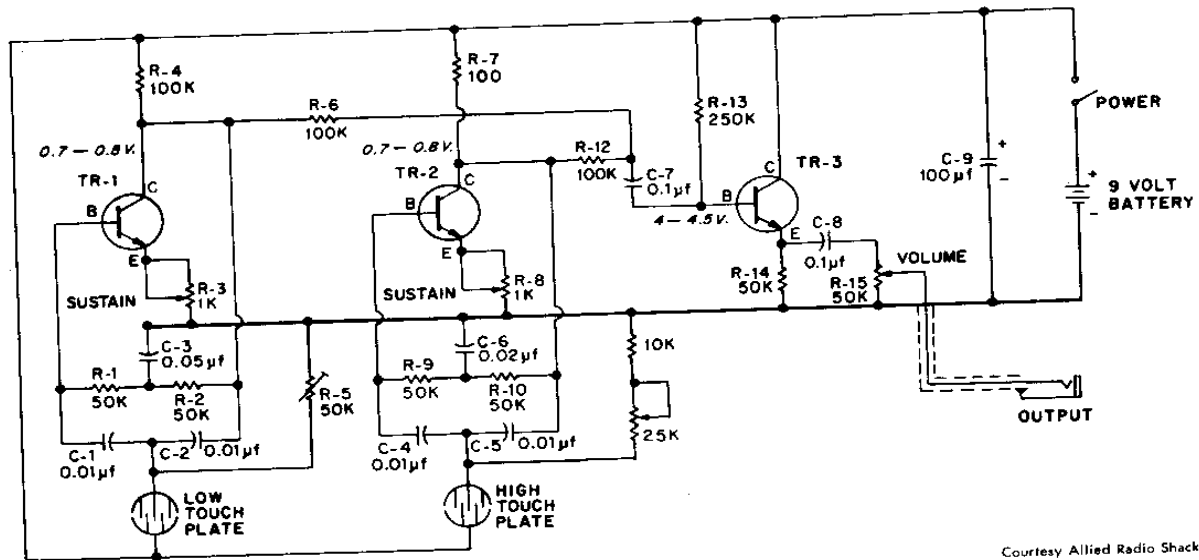 R-4
100K
R-7
100
R-6
100K
R-13
250K
POWER
0.7–0.8V.
0.7–0.8V.
R-12
100K
TR-3
C-9
100µf
+
-
+
9 VOLT
BATTERY
-
TR-1
C
B
E
TR-2
C
B
E
C-7
0.1µf
C
B
E
4–4.5V.
C-8
0.1µf
VOLUME
R-3
1K
SUSTAIN
R-8
1K
SUSTAIN
R-14
50K
R-15
50K
C-3
0.05µf
C-6
0.02µf
10K
R-1
50K
R-2
50K
R-5
50K
R-9
50K
R-10
50K
25K
OUTPUT
C-1
0.01µf
C-2
0.01µf
C-4
0.01µf
C-5
0.01µf
LOW
TOUCH
PLATE
HIGH
TOUCH
PLATE
Courtesy Allied Radio Shack